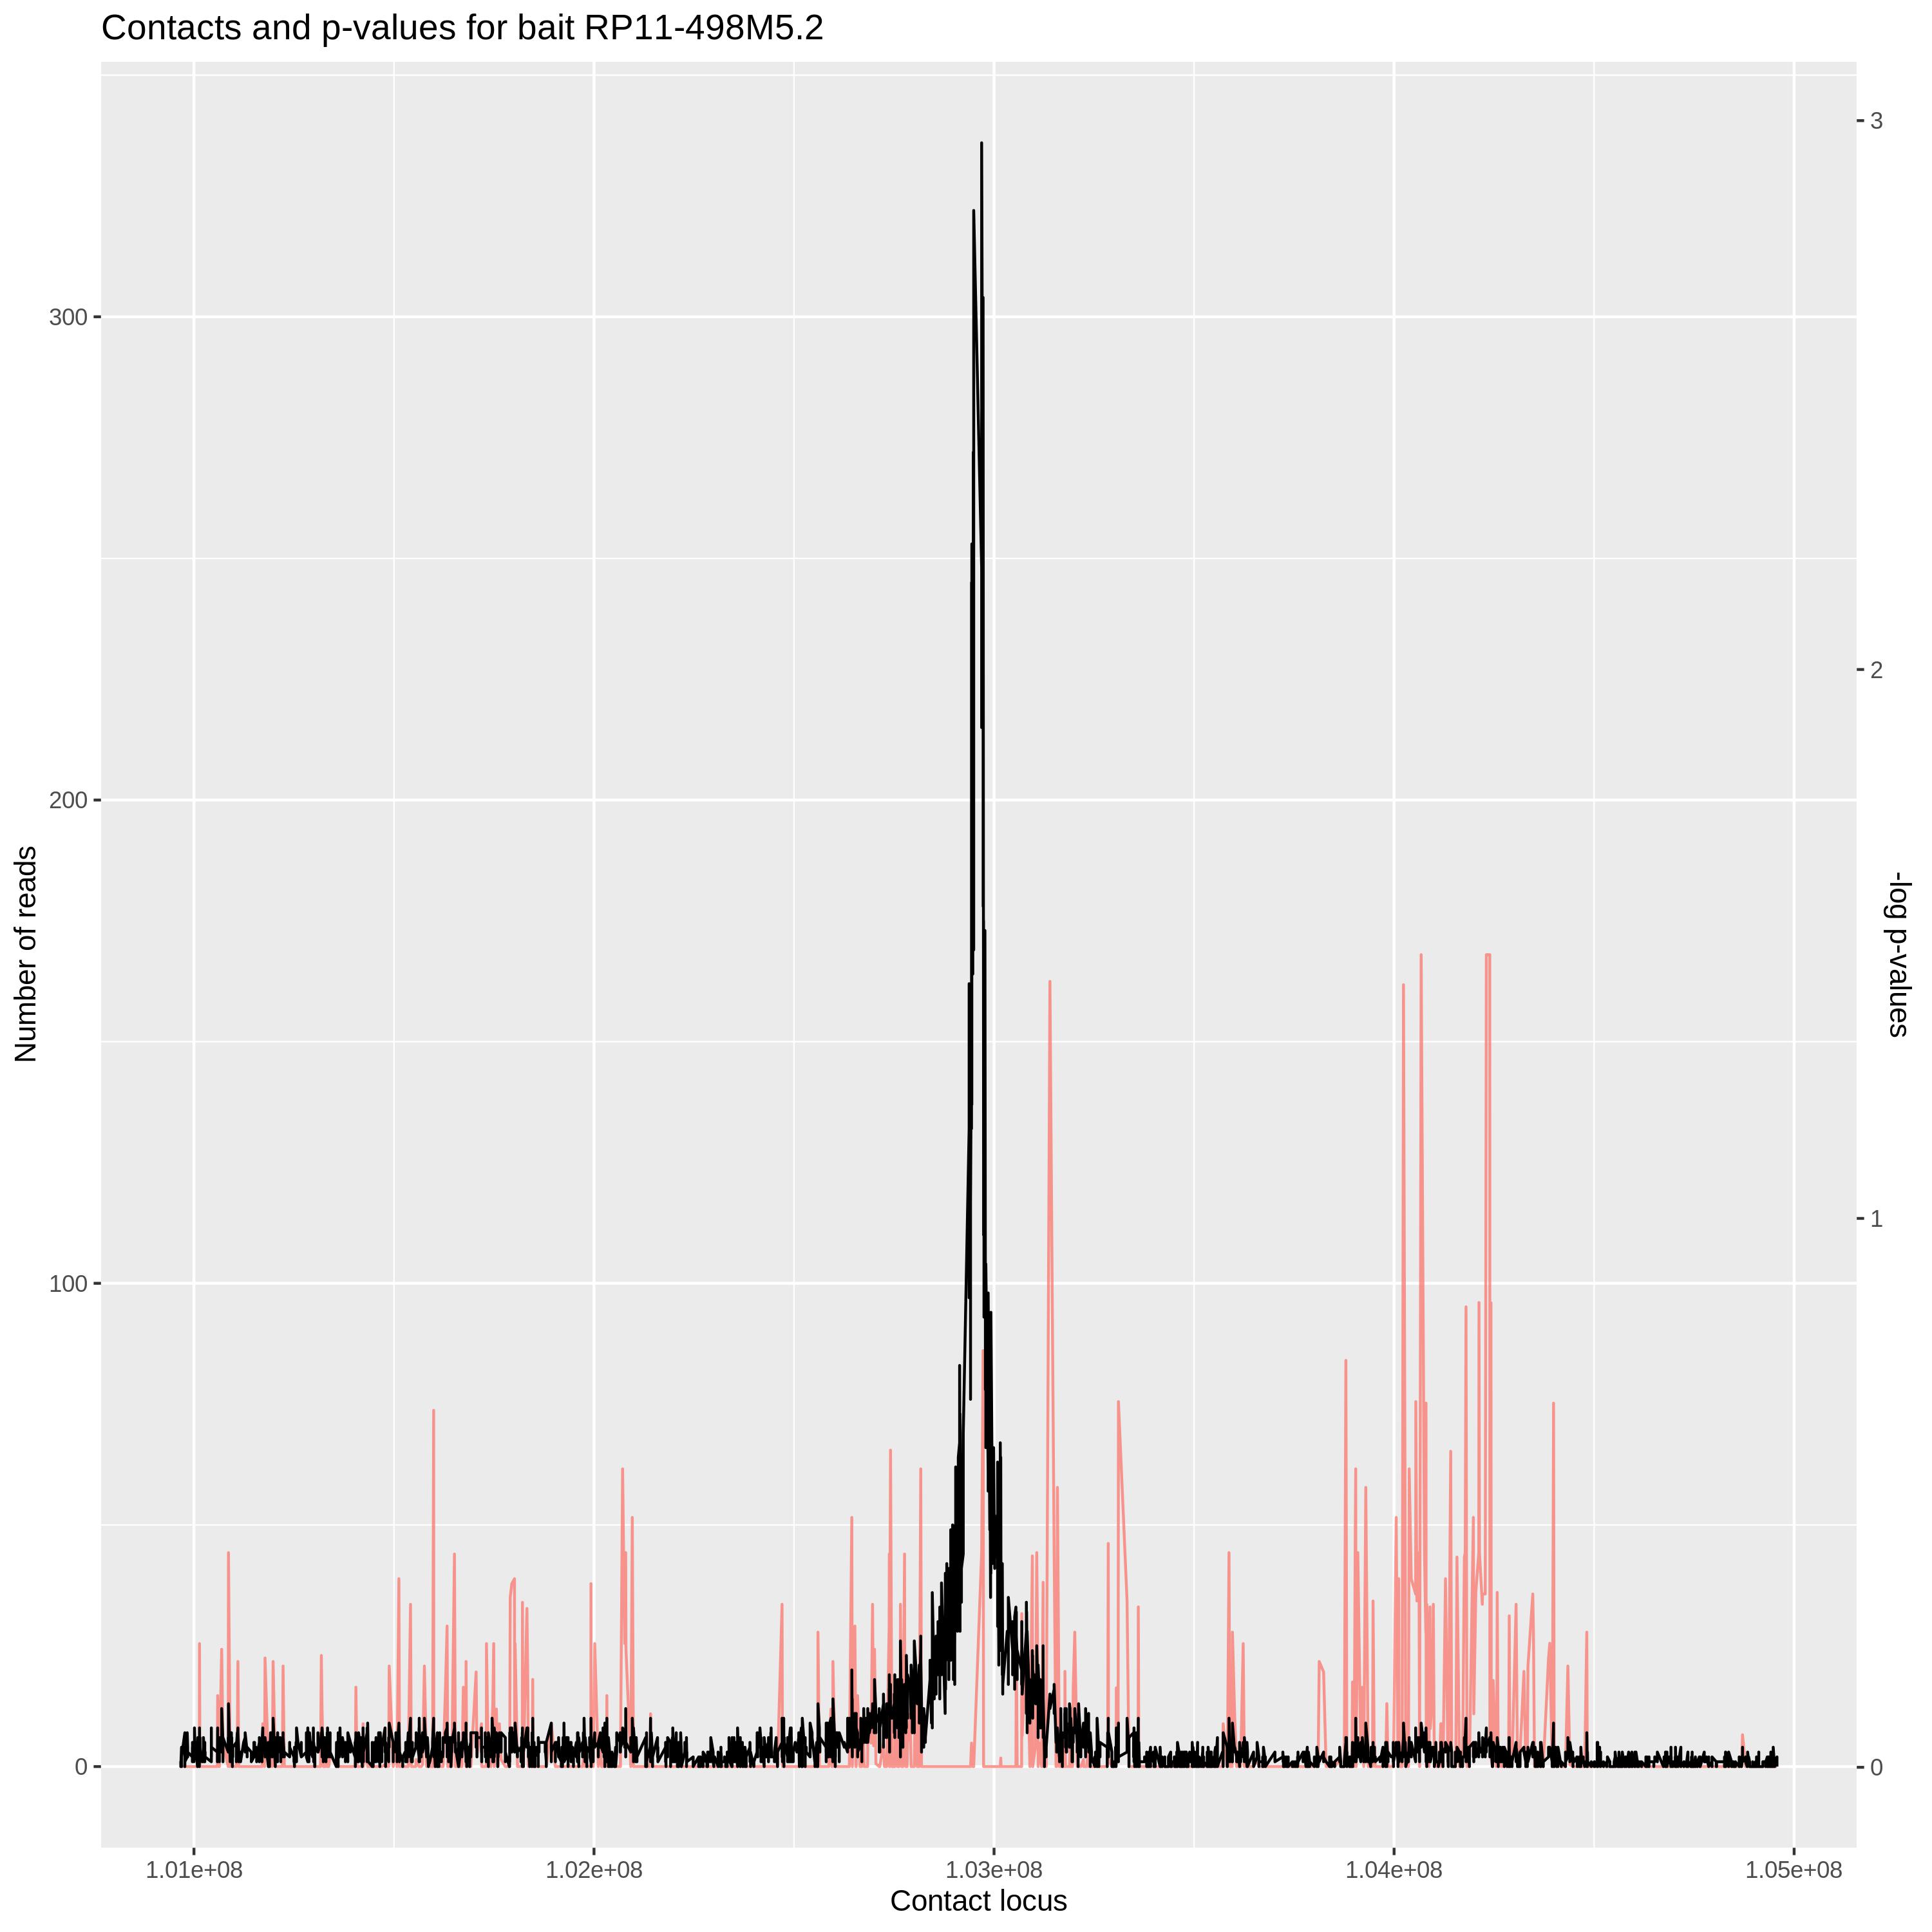 Contacts and p-values for bait RP11-498M5.2
Number of reads
300
200
100
0
3
2
1
0
-log p-values
1.01e+08
1.02e+08
1.03e+08
1.04e+08
1.05e+08
Contact locus